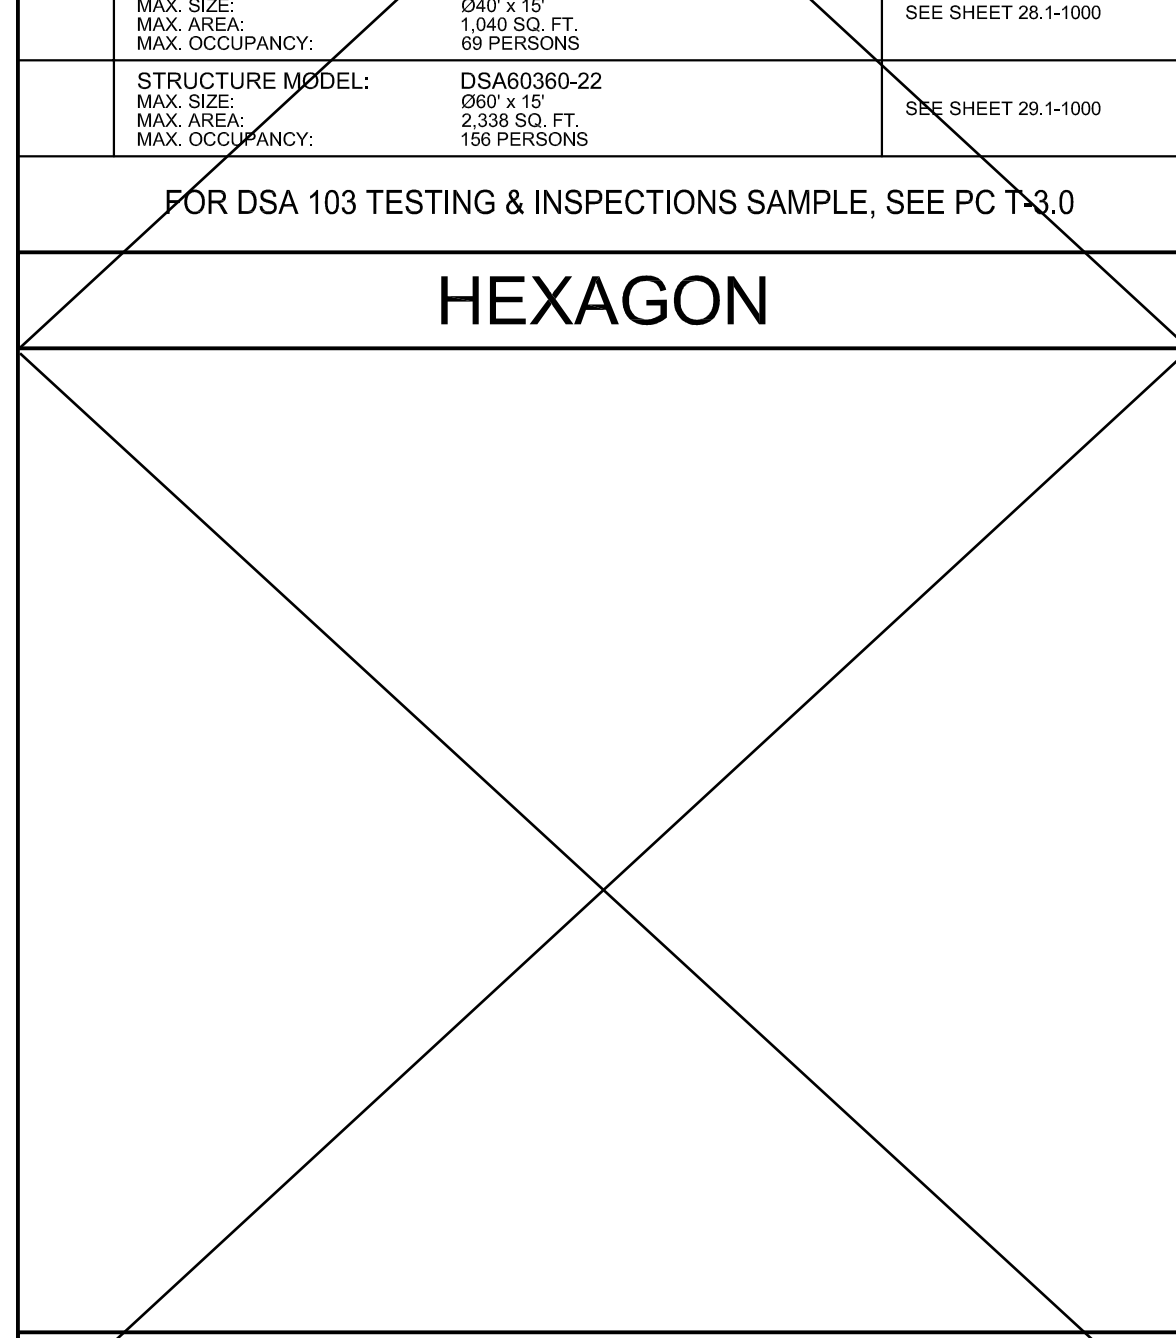 MAX. SIZE: Ø40' x 15'
MAX. AREA: 1,040 SQ. FT. SEE SHEET 28.1-1000
MAX. OCCUPANCY: 69 PERSONS
STRUCTURE MODEL: DSA60360-22
MAX. SIZE: Ø60' x 15'
MAX. AREA: 2,338 SQ. FT. SEE SHEET 29.1-1000
MAX. OCCUPANCY: 156 PERSONS
FOR DSA 103 TESTING & INSPECTIONS SAMPLE, SEE PC T-3.0
HEXAGON